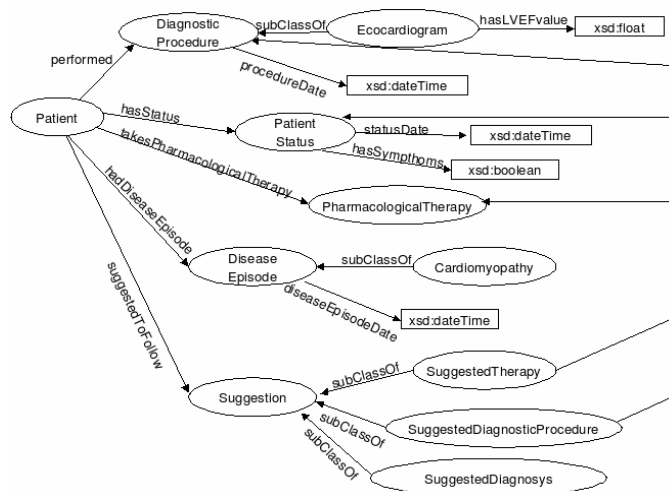 Diagnostic
Procedure
subClassOf
Ecocardiogram
hasLVEFvalue
xsd:float
performed
procedureDate
xsd:dateTime
Patient
hasStatus
Patient
Status
statusDate
xsd:dateTime
hasSympthoms
xsd:boolean
takesPharmacologicalTherapy
PharmacologicalTherapy
hadDiseaseEpisode
Disease
Episode
subClassOf
Cardiomyopathy
diseaseEpisodeDate
xsd:dateTime
suggestedToFollow
Suggestion
subClassOf
SuggestedTherapy
subClassOf
SuggestedDiagnosticProcedure
subClassOf
SuggestedDiagnosys